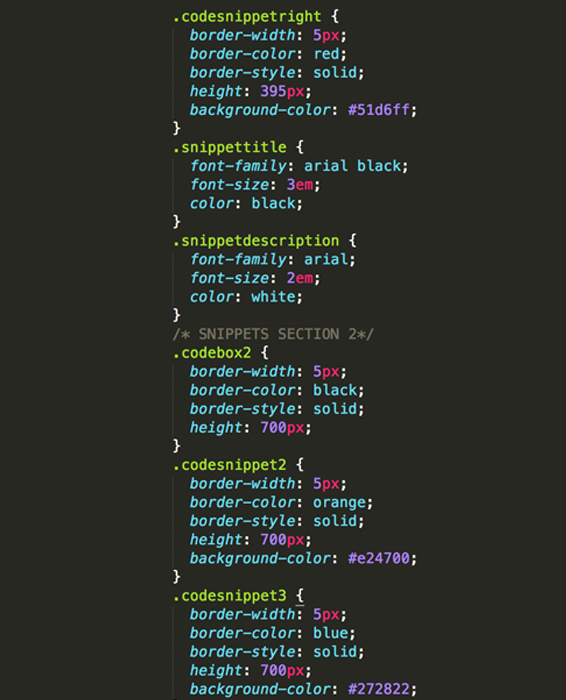 .codesnippetright {
border-width: 5px;
border-color: red;
border-style: solid;
height: 395px;
background-color: #51d6ff;
}
.snippettitle {
font-family: arial black;
font-size: 3em;
color: black;
}
.snippetdescription {
font-family: arial;
font-size: 2em;
color: white;
}
/* SNIPPETS SECTION 2*/
.codebox2 {
border-width: 5px;
border-color: black;
border-style: solid;
height: 700px;
}
.codesnippet2 {
border-width: 5px;
border-color: orange;
border-style: solid;
height: 700px;
background-color: #e24700;
}
.codesnippet3 {
border-width: 5px;
border-color: blue;
border-style: solid;
height: 700px;
background-color: #272822;